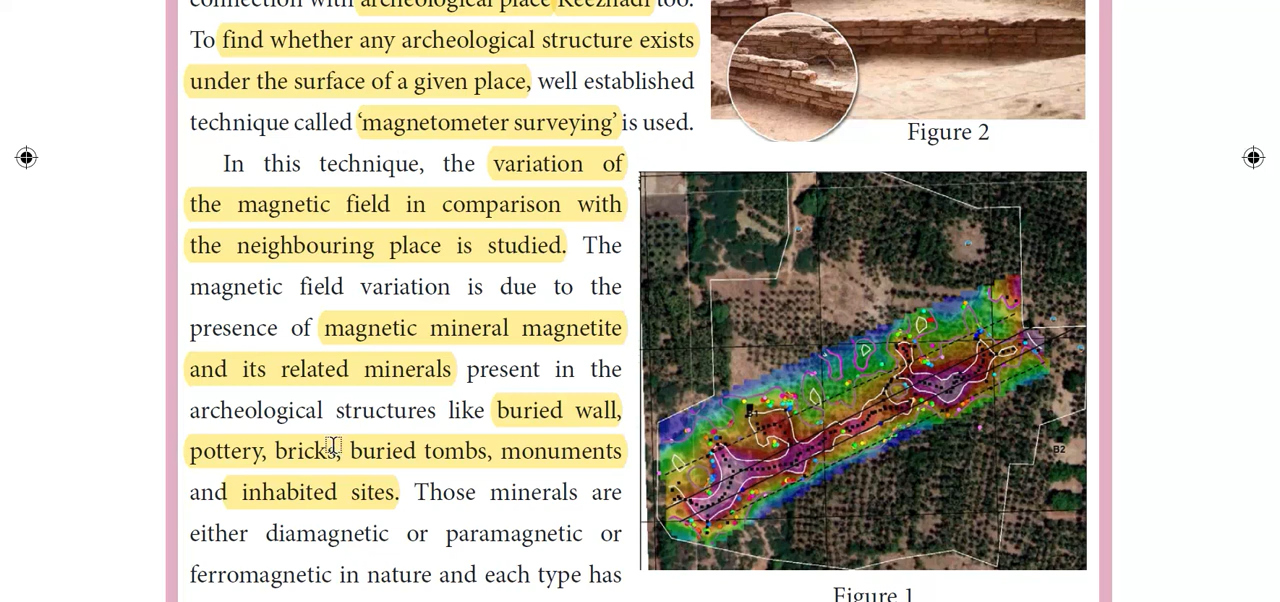 connection with archeological place Keezhadi too.
To find whether any archeological structure exists
under the surface of a given place, well established
technique called ‘magnetometer surveying’ is used.
In this technique, the variation of
the magnetic field in comparison with
the neighbouring place is studied. The
magnetic field variation is due to the
presence of magnetic mineral magnetite
and its related minerals present in the
archeological structures like buried wall,
pottery, bricks, buried tombs, monuments
and inhabited sites. Those minerals are
either diamagnetic or paramagnetic or
ferromagnetic in nature and each type has
Figure 2
B2
Figure 1